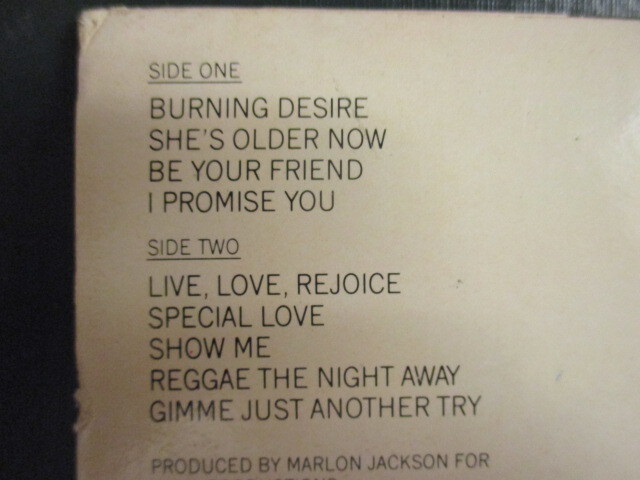 SIDE ONE
BURNING DESIRE
SHE'S OLDER NOW
BE YOUR FRIEND
I PROMISE YOU
SIDE TWO
LIVE, LOVE, REJOICE
SPECIAL LOVE
SHOW ME
REGGAE THE NIGHT AWAY
GIMME JUST ANOTHER TRY
PRODUCED BY MARLON JACKSON FOR